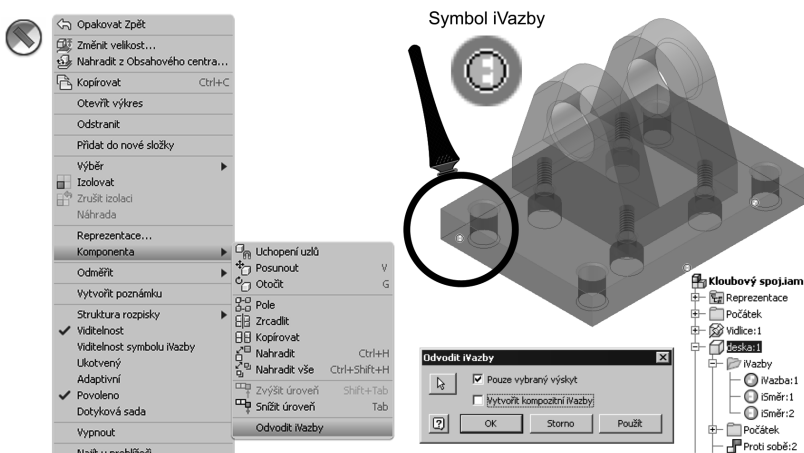 Opakovat Zpět
Změnit velikost...
Nahradit z Obsahového centra...
Kopírovat Ctrl+C
Otevřít výkres
Odstranit
Přidat do nové složky
Výběr
Izolovat
Zrušit izolaci
Náhrada
Reprezentace...
Komponenta
Odměřit
Vytvořit poznámku
Struktura rozpisky
Viditelnost
Viditelnost symbolu iVazby
Ukotvený
Adaptivní
Povoleno
Dotyková sada
Vypnout
Najít v prohlížeči
Uchopení uzlů
Posunout V
Otočit G
Pole
Zrcadlit
Kopírovat
Nahradit Ctrl+H
Nahradit vše Ctrl+Shift+H
Zvýšit úroveň Shift+Tab
Snížit úroveň Tab
Odvodit iVazby
Symbol iVazby
Odvodit iVazby
Pouze vybraný výskyt
Vytvořit kompozitní iVazby
OK Storno Použít
Kloubový spoj.iam
Reprezentace
Počátek
Vidlice:1
deska:1
iVazby
iVazba:1
iSměr:1
iSměr:2
Počátek
Proti sobě:2